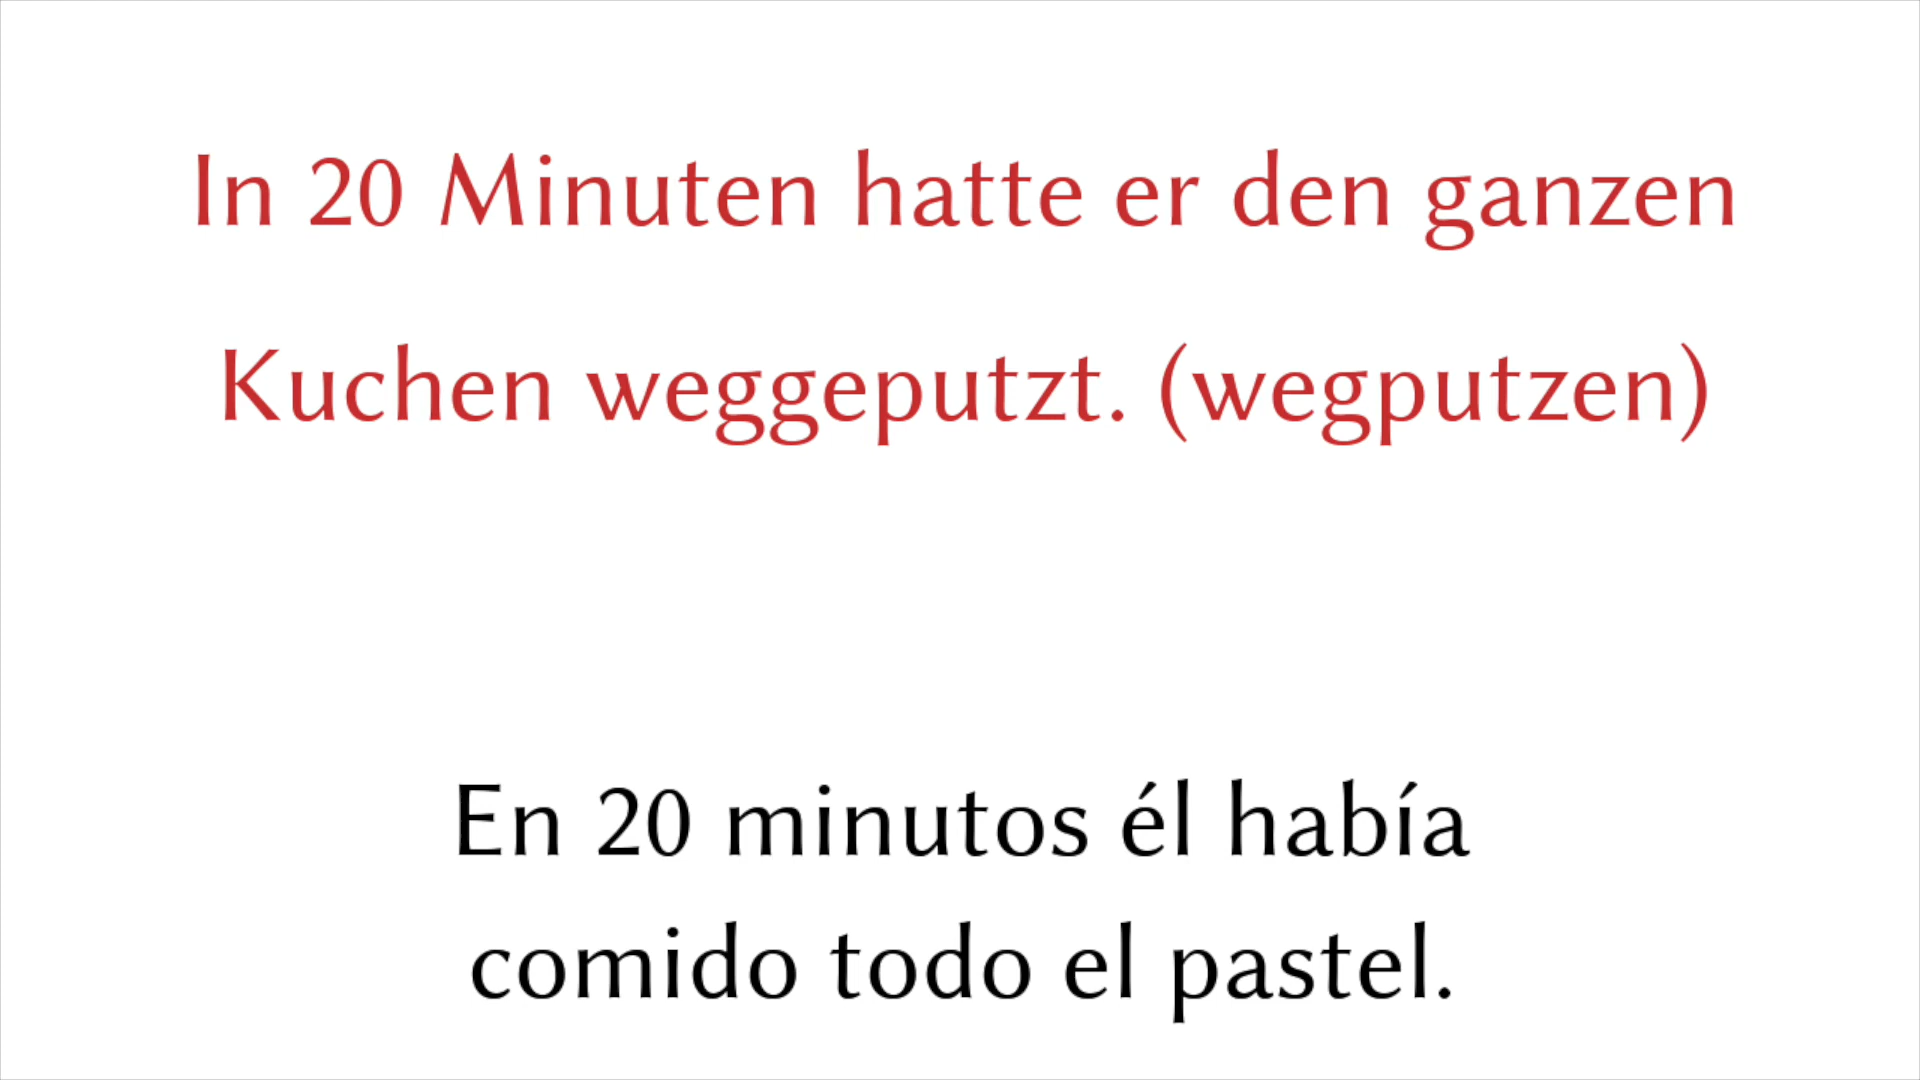 In 20 Minuten hatte er den ganzen
Kuchen weggeputzt. (wegputzen)
En 20 minutos él había
comido todo el pastel.